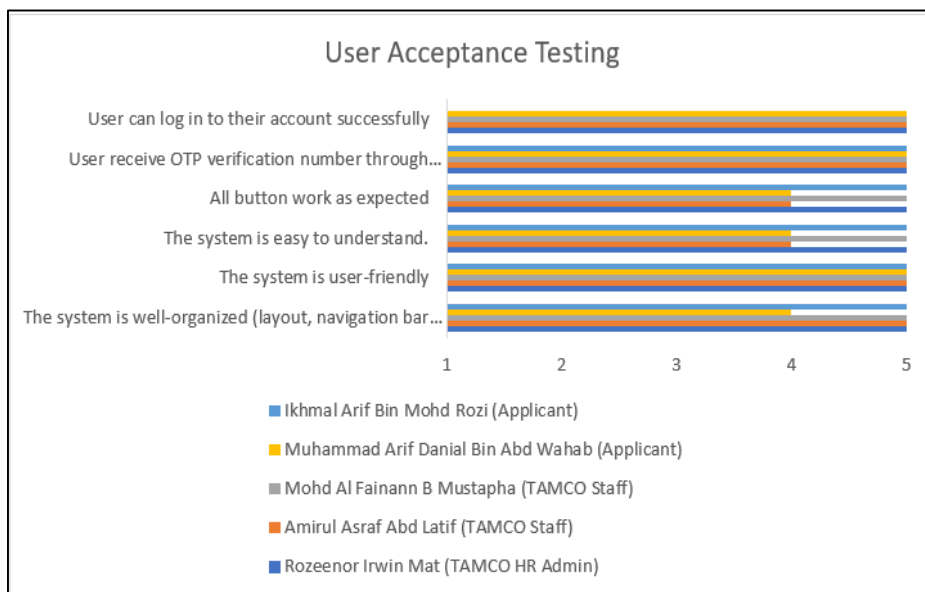 User Acceptance Testing
User can log in to their account successfully
User receive OTP verification number through…
All button work as expected
The system is easy to understand.
The system is user-friendly
The system is well-organized (layout, navigation bar…
1 2 3 4 5
Ikhmal Arif Bin Mohd Rozi (Applicant)
Muhammad Arif Danial Bin Abd Wahab (Applicant)
Mohd Al Fainann B Mustapha (TAMCO Staff)
Amirul Asraf Abd Latif (TAMCO Staff)
Rozeenor Irwin Mat (TAMCO HR Admin)